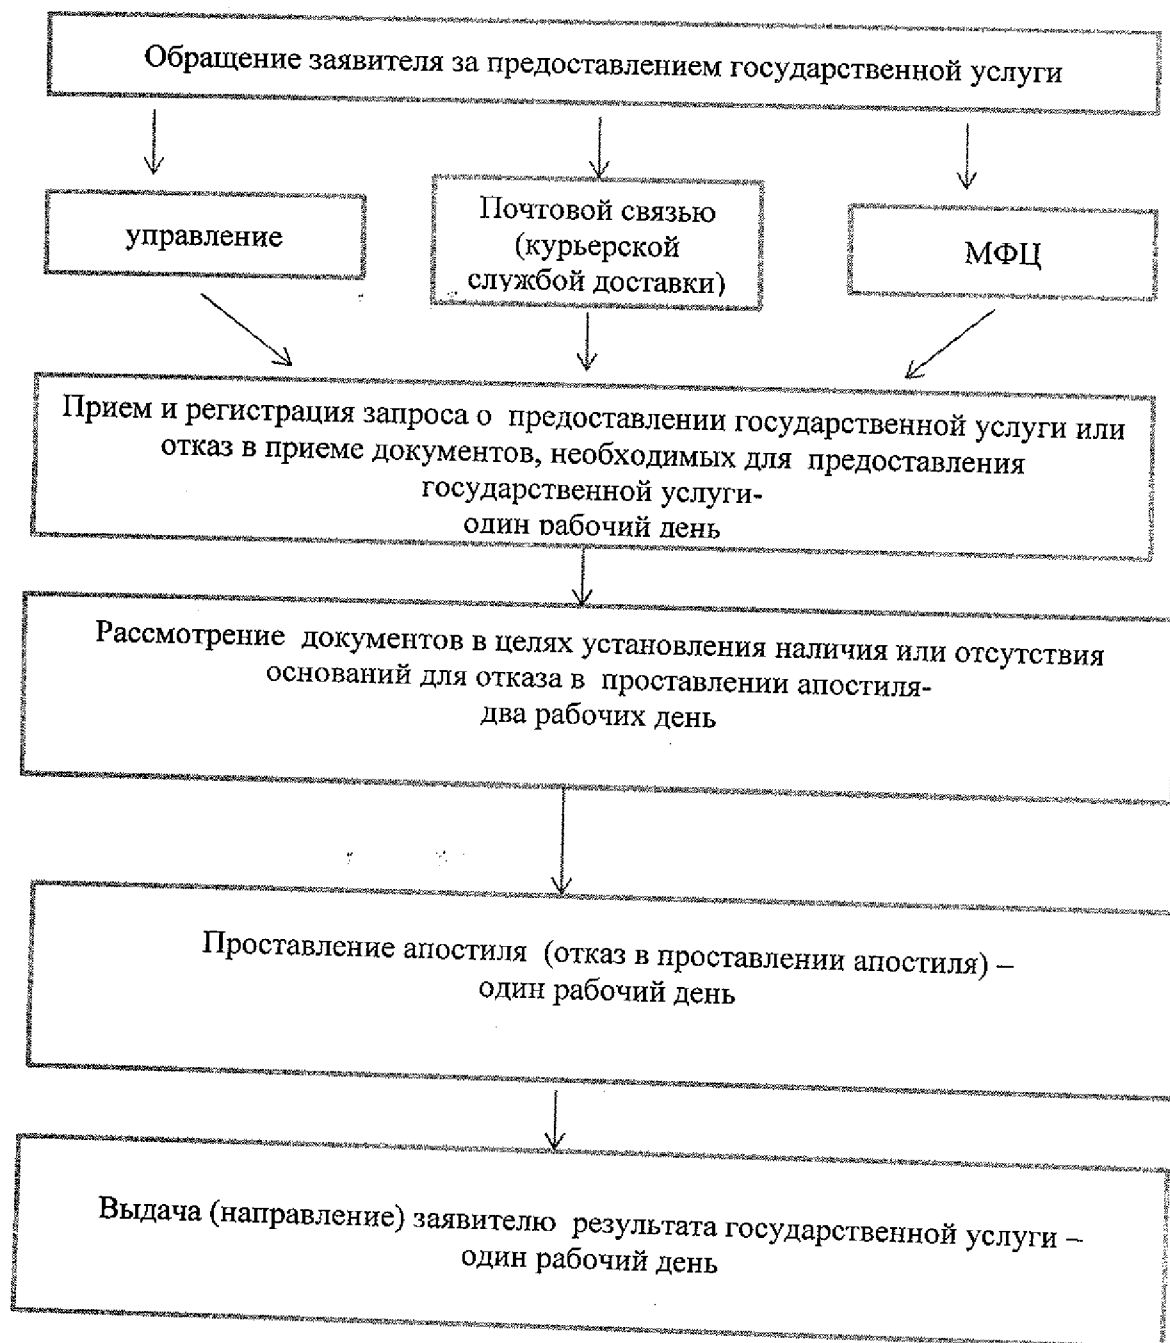 Обращение заявителя за предоставлением государственной услуги
управление
Почтовой связью
(курьерской
службой доставки)
МФЦ
Прием и регистрация запроса о предоставлении государственной услуги или
отказ в приеме документов, необходимых для предоставления
государственной услуги-
один рабочий день
Рассмотрение документов в целях установления наличия или отсутствия
оснований для отказа в проставлении апостиля-
два рабочих день
Проставление апостиля (отказ в проставлении апостиля) –
один рабочий день
Выдача (направление) заявителю результата государственной услуги –
один рабочий день